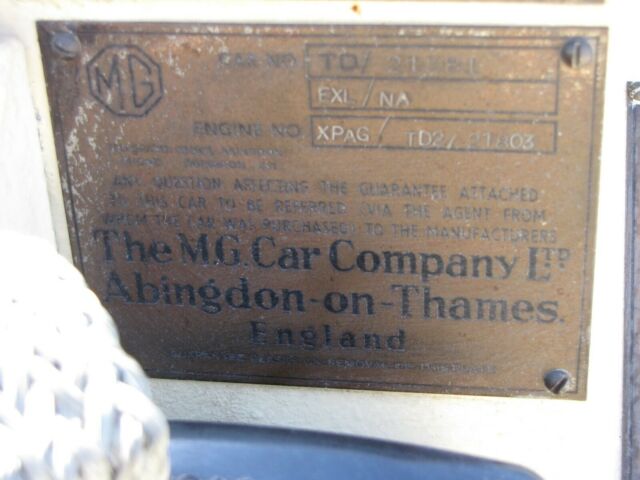 MG
CAR NO TD/
EXL/NA
ENGINE NO XPAG/ TD2/ 21803
ANY QUESTION AFFECTING THE GUARANTEE ATTACHED
TO THIS CAR TO BE REFERRED (VIA THE AGENT FROM
WHOM THE CAR WAS PURCHASED) TO THE MANUFACTURERS
The M.G. Car Company LTD
Abingdon-on-Thames.
England